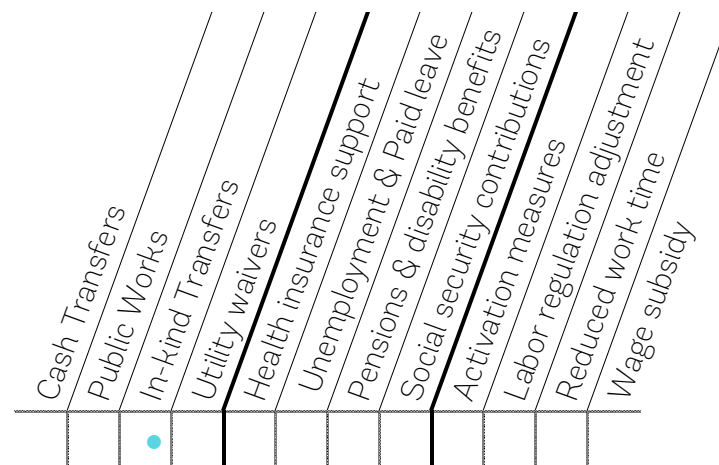 Cash Transfers
Public Works
In-kind Transfers
Utility waivers
Health insurance support
Unemployment & Paid leave
Pensions & disability benefits
Social security contributions
Activation measures
Labor regulation adjustment
Reduced work time
Wage subsidy